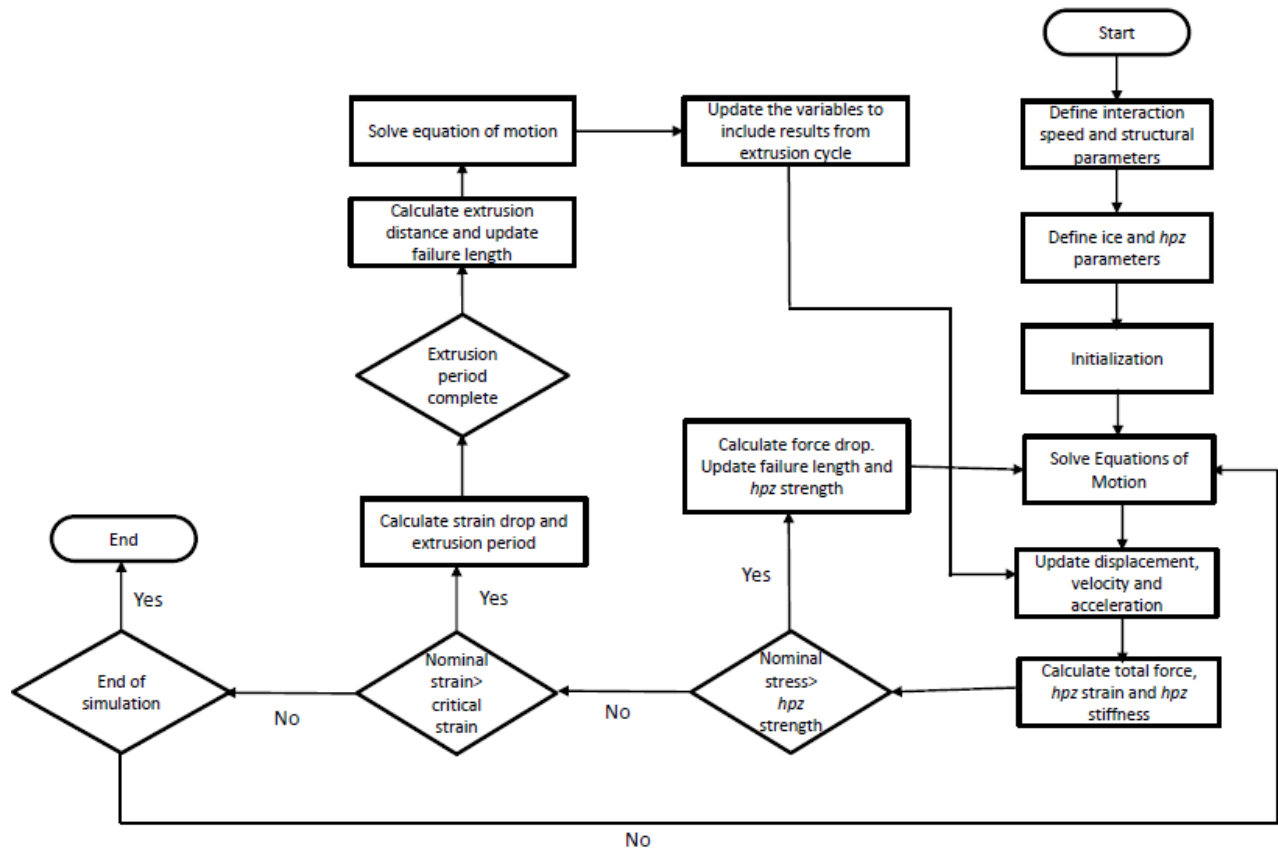 Start
Define interaction
speed and structural
parameters
Define ice and hpz
parameters
Initialization
Solve Equations of
Motion
Update displacement,
velocity and
acceleration
Calculate total force,
hpz strain and hpz
stiffness
Nominal
stress>
hpz
strength
Yes
Calculate force drop.
Update failure length and
hpz strength
No
Nominal
strain>
critical
strain
Yes
Calculate strain drop and
extrusion period
Extrusion
period
complete
Calculate extrusion
distance and update
failure length
Solve equation of motion
Update the variables to
include results from
extrusion cycle
No
End of
simulation
Yes
End
No